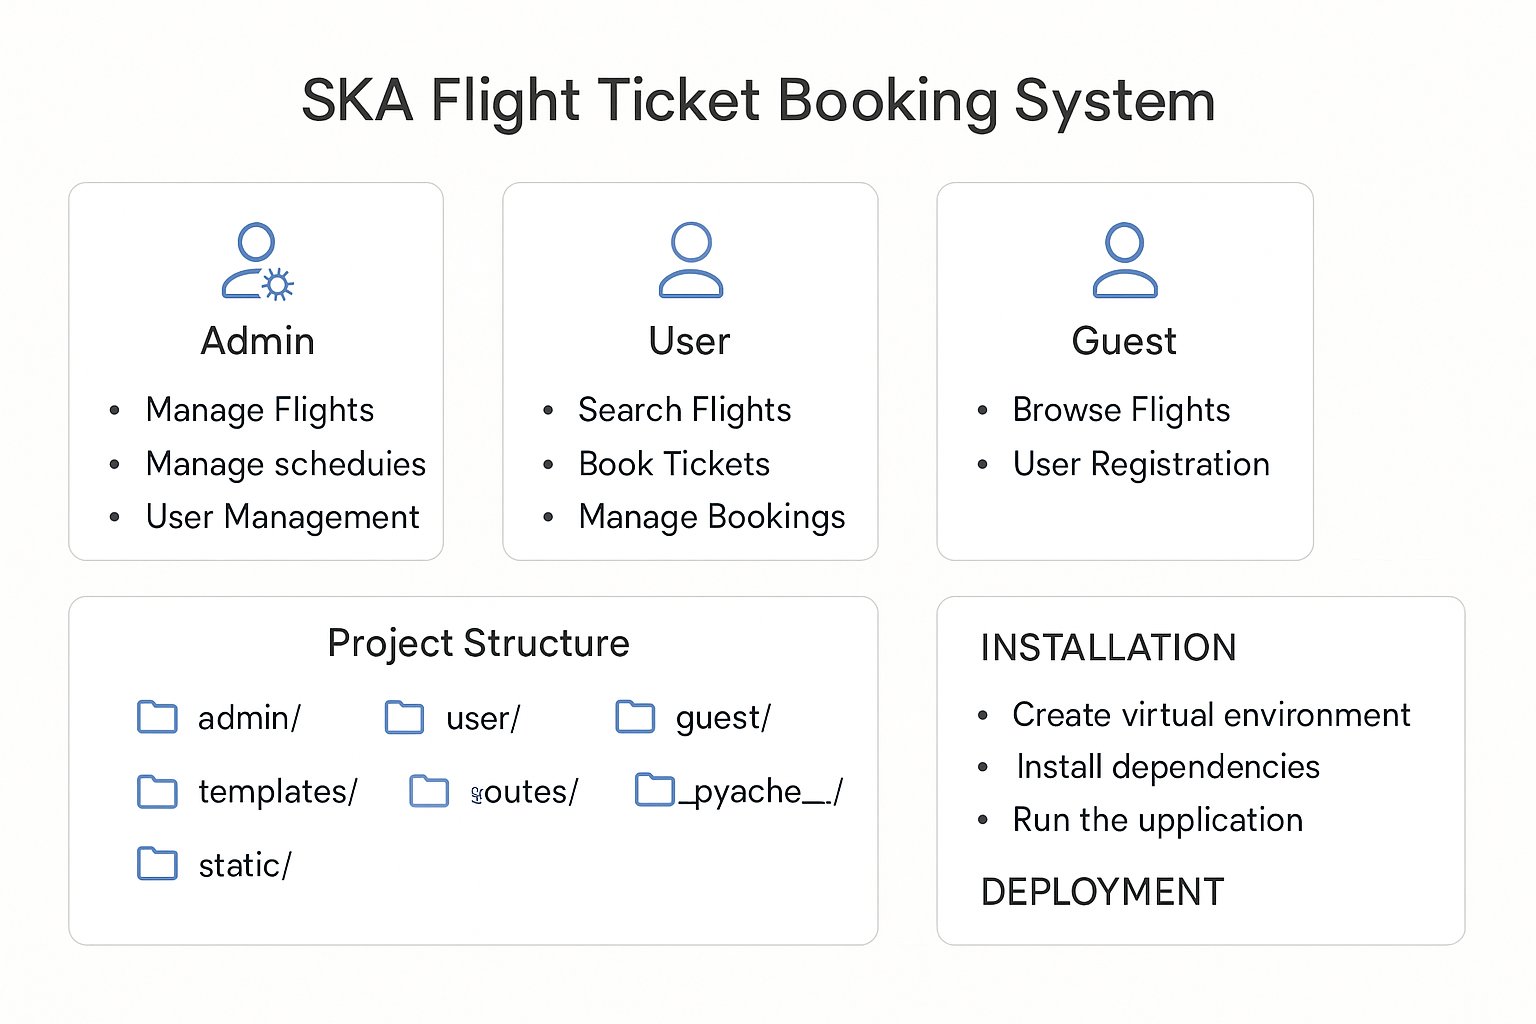 SKA Flight Ticket Booking System
Admin
• Manage Flights
• Manage scheduies
• User Management
User
• Search Flights
• Book Tickets
• Manage Bookings
Guest
• Browse Flights
• User Registration
Project Structure
admin/
user/
guest/
templates/
outes/
_pyache__./
static/
INSTALLATION
• Create virtual environment
• Install dependencies
• Run the upplication
DEPLOYMENT